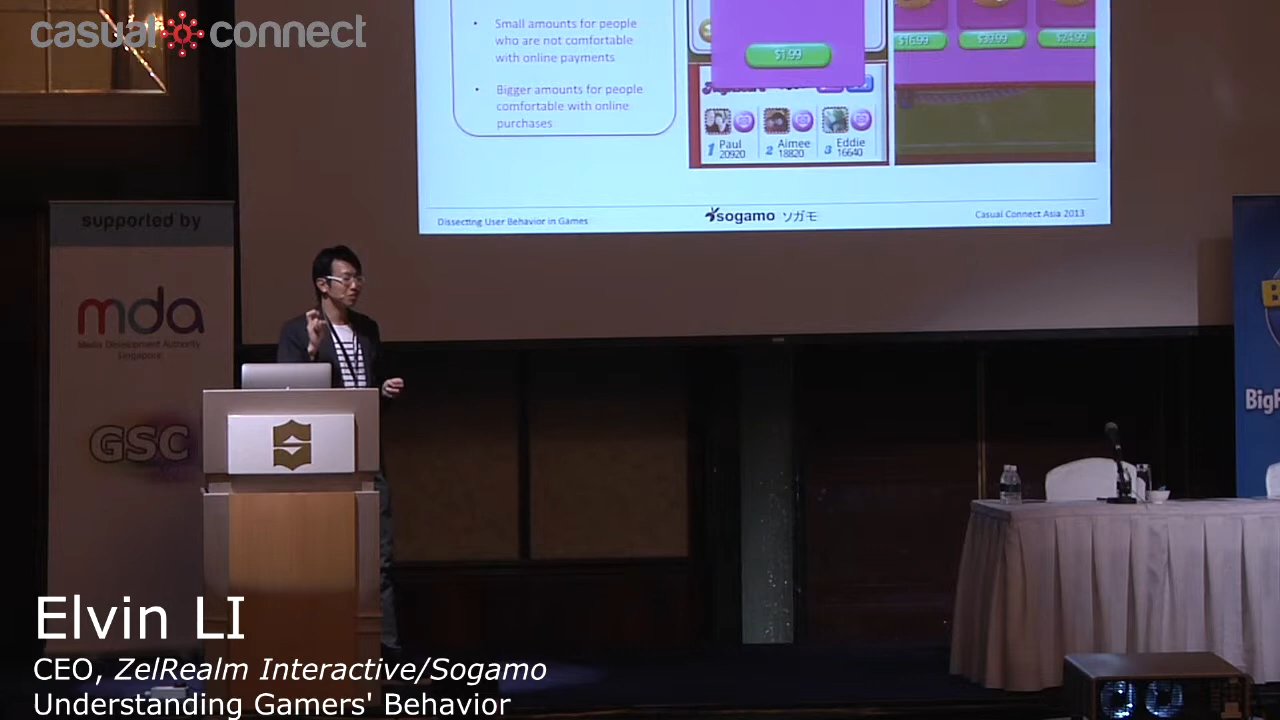 casual connect
Small amounts for people
who are not comfortable
with online payments
Bigger amounts for people
comfortable with online
purchases
$1.99
$16.99
$39.99
$24.99
1 Paul
20920
2 Aimee
18820
3 Eddie
16640
Dissecting User Behavior in Games
sogamo ソガモ
Casual Connect Asia 2013
supported by
mda
Media Development Authority
Singapore
GSC
Elvin LI
CEO, ZelRealm Interactive/Sogamo
Understanding Gamers' Behavior